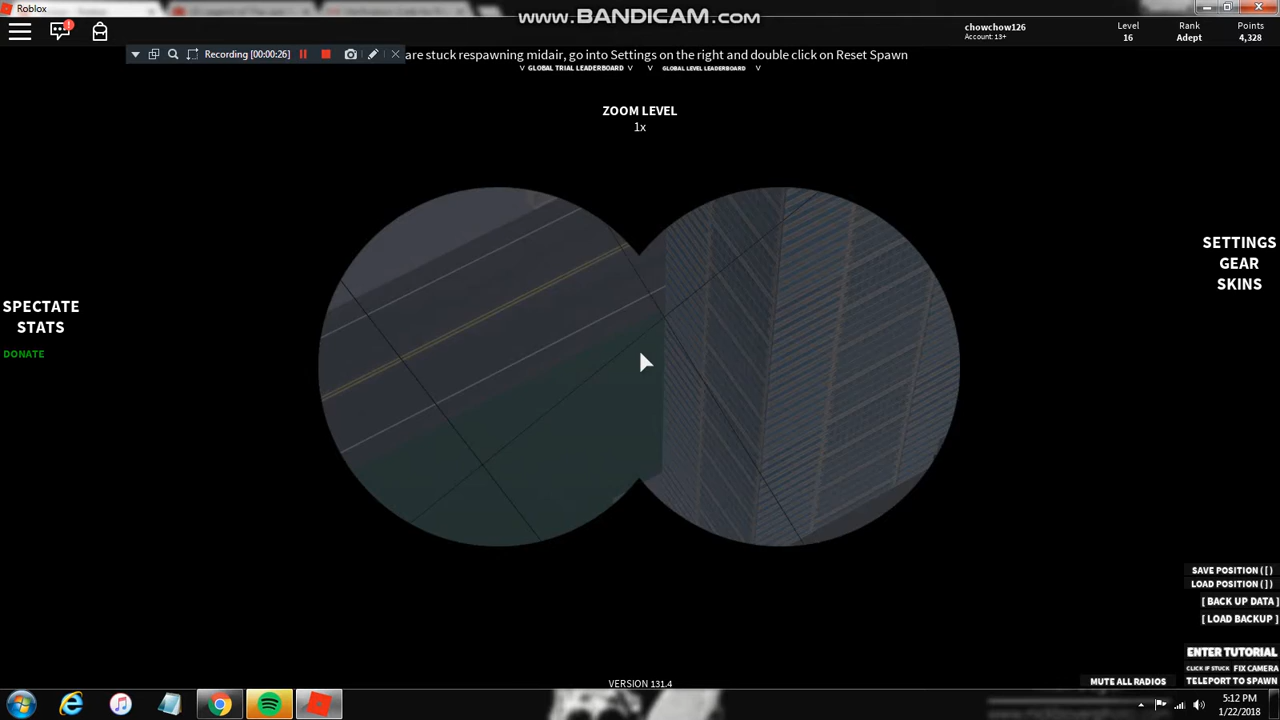 Roblox
www.BANDICAM.com
chowchow126
Account: 13+
Level
16
Rank
Adept
Points
4,328
Recording [00:00:26]
are stuck respawning midair, go into Settings on the right and double click on Reset Spawn
V GLOBAL TRIAL LEADERBOARD V
V GLOBAL LEVEL LEADERBOARD V
ZOOM LEVEL
1x
SETTINGS
GEAR
SKINS
SPECTATE
STATS
DONATE
SAVE POSITION ( [ )
LOAD POSITION ( ] )
[ BACK UP DATA ]
[ LOAD BACKUP ]
ENTER TUTORIAL
CLICK IF STUCK FIX CAMERA
MUTE ALL RADIOS
TELEPORT TO SPAWN
VERSION 131.4
5:12 PM
1/22/2018